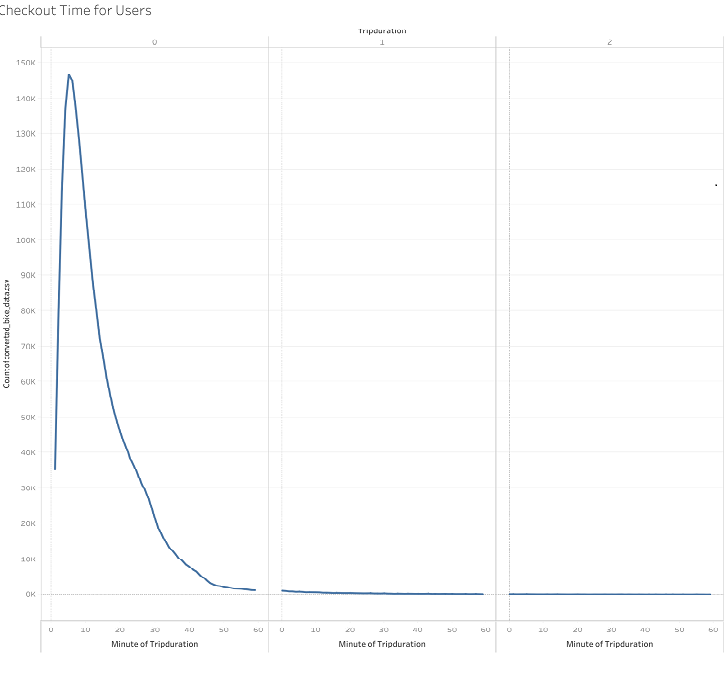 Checkout Time for Users
Tripduration
0 1 2
150K
140K
130K
120K
110K
100K
90K
80K
70K
60K
50K
40K
30K
20K
10K
0K
Count of converted_bike_data.csv
0 10 20 30 40 50 60 0 10 20 30 40 50 60 0 10 20 30 40 50 60
Minute of Tripduration Minute of Tripduration Minute of Tripduration